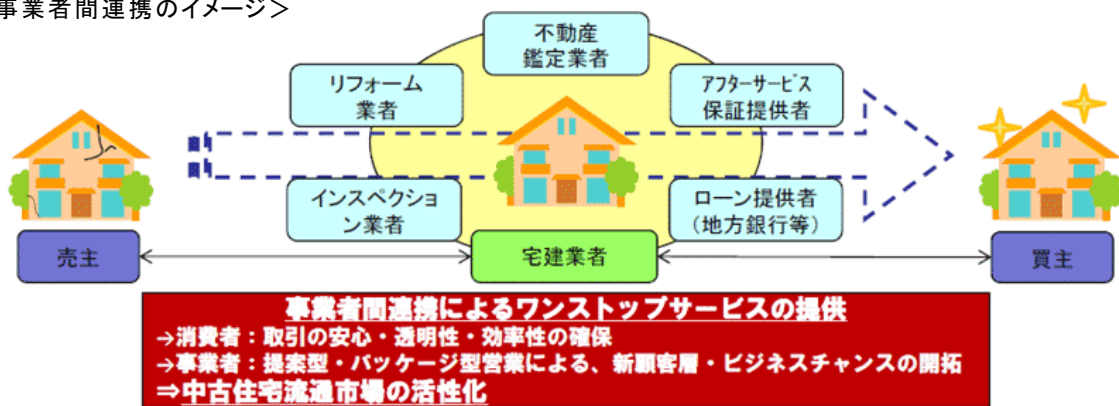 事業者間連携のイメージ＞
不動産
鑑定業者
リフォーム
業者
アフターサービス
保証提供者
インスペクショ
ン業者
ローン提供者
(地方銀行等)
売主
宅建業者
買主
事業者間連携によるワンストップサービスの提供
→消費者：取引の安心・透明性・効率性の確保
→事業者：提案型・パッケージ型営業による、新顧客層・ビジネスチャンスの開拓
⇒中古住宅流通市場の活性化